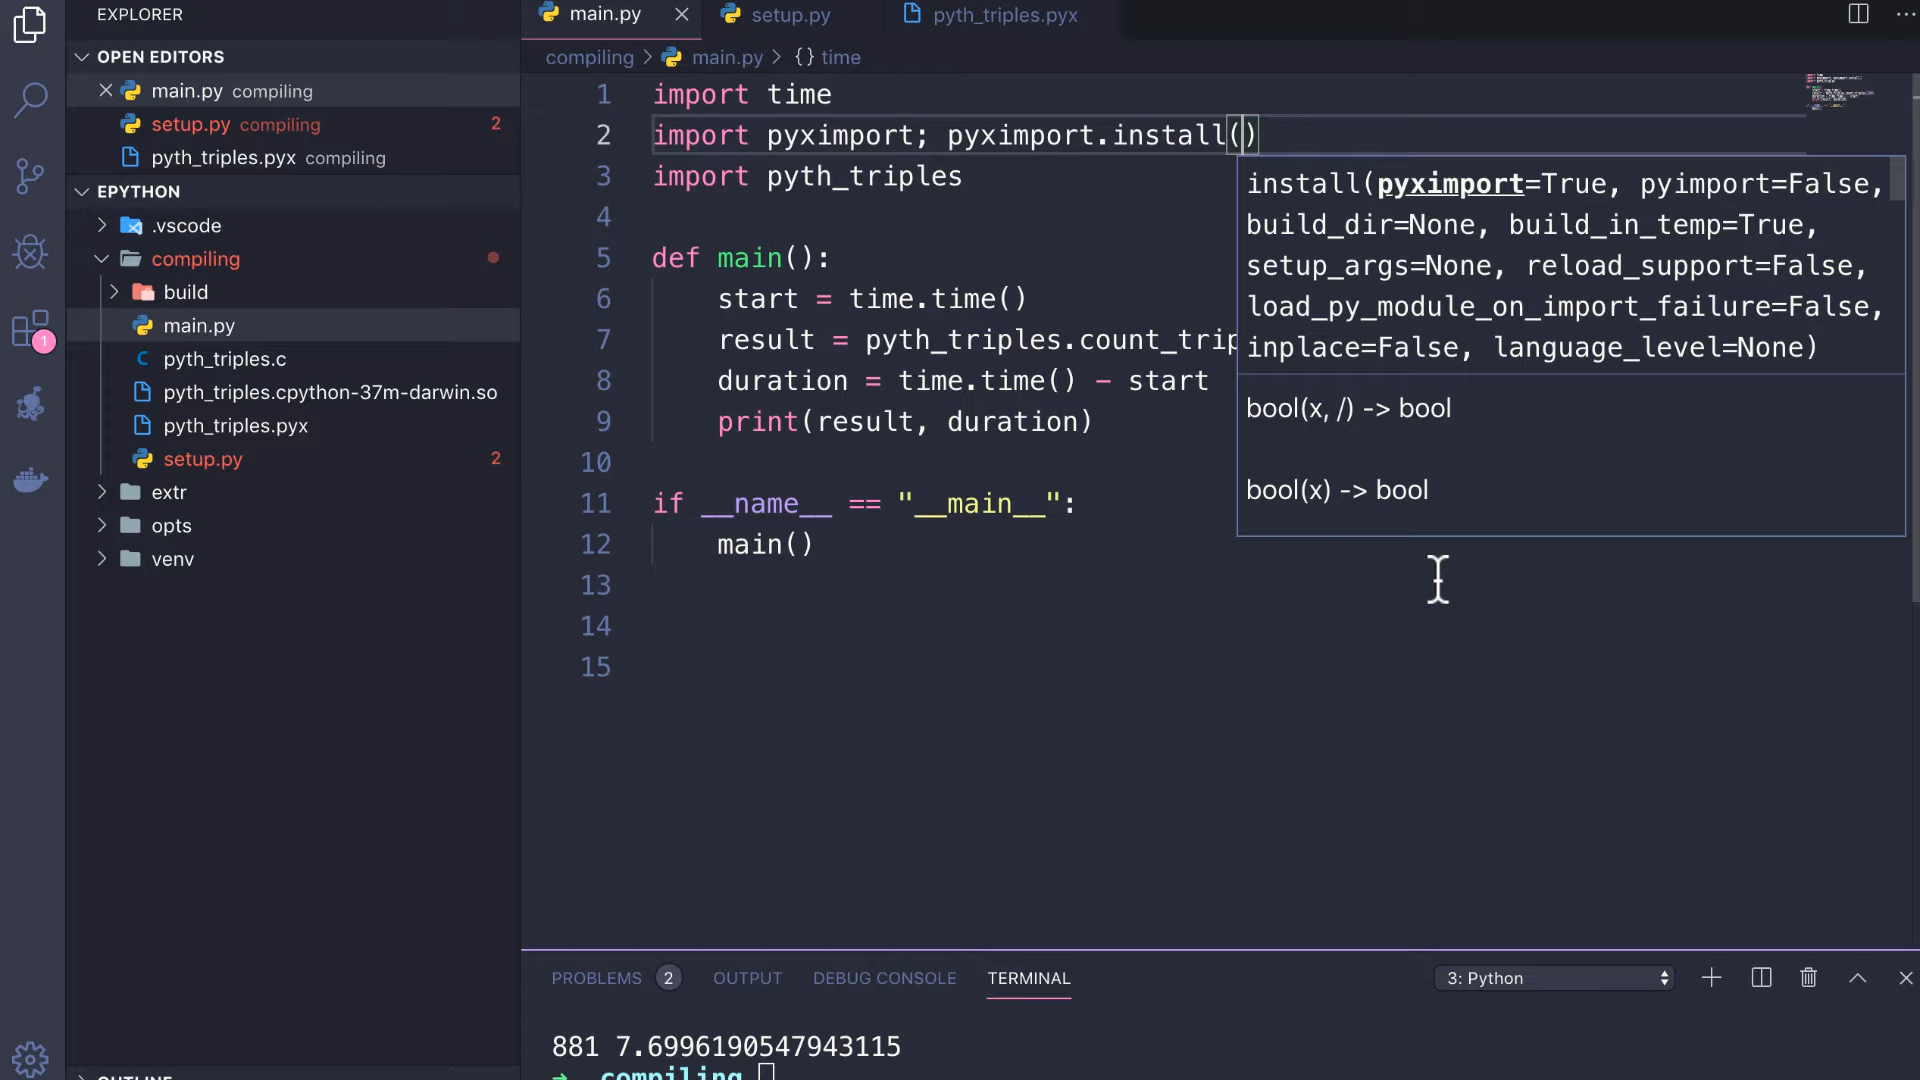 EXPLORER
OPEN EDITORS
main.py compiling
setup.py compiling 2
pyth_triples.pyx compiling
EPYTHON
.vscode
compiling
build
main.py
pyth_triples.c
pyth_triples.cpython-37m-darwin.so
pyth_triples.pyx
setup.py 2
extr
opts
venv
1
main.py setup.py pyth_triples.pyx
compiling main.py {} time
1 import time
2 import pyximport; pyximport.install()
3 import pyth_triples
4
5 def main():
6 start = time.time()
7 result = pyth_triples.count_trip
8 duration = time.time() - start
9 print(result, duration)
10
11 if __name__ == "__main__":
12 main()
13
14
15
install(pyximport=True, pyimport=False,
build_dir=None, build_in_temp=True,
setup_args=None, reload_support=False,
load_py_module_on_import_failure=False,
inplace=False, language_level=None)
bool(x, /) -> bool
bool(x) -> bool
PROBLEMS 2 OUTPUT DEBUG CONSOLE TERMINAL 3: Python
881 7.6996190547943115
→ compiling
OUTLINE